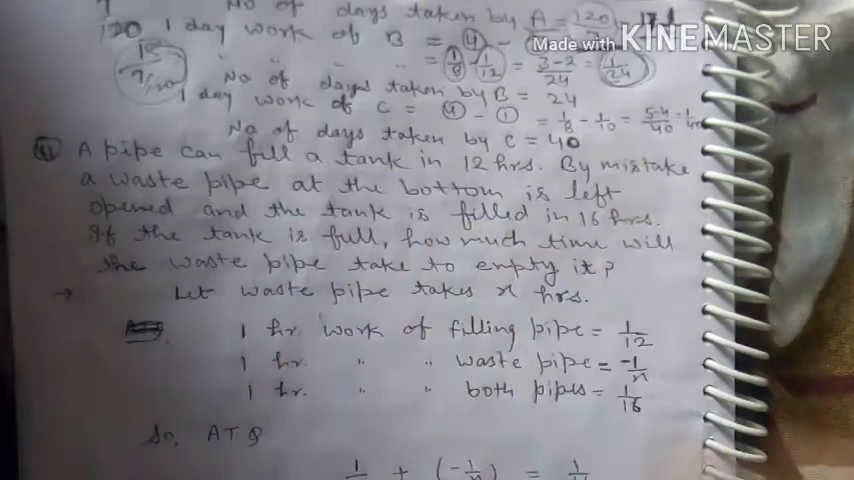 No of days taken by A = 120
120 1 day work of B = ④ -
Made with KINEMASTER
" " " " = 1/8 - 1/12 = 3-2/24 = 1/24
No of days taken by B = 24
1 day work of C = ④ - ① = 1/8 - 1/10 = 5-4/40 = 1/40
No of days taken by C = 40
A pipe can fill a tank in 12 hrs. By mistake
a waste pipe at the bottom is left
opened and the tank is filled in 16 hrs.
If the tank is full, how much time will
the waste pipe take to empty it?
→ Let waste pipe takes x hrs.
1 hr. work of filling pipe = 1/12
1 hr. " " waste pipe = -1/x
1 hr. " " both pipes = 1/16
So, ATQ
1 + (-1/x) = 1